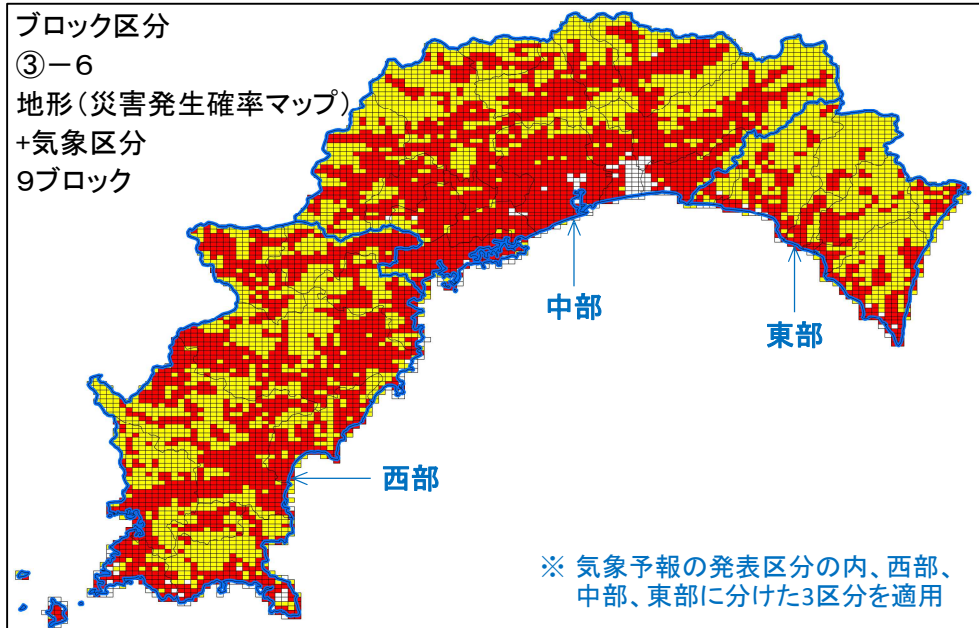 ブロック区分
③－6
地形（災害発生確率マップ）
+気象区分
９ブロック
中部
東部
西部
※ 気象予報の発表区分の内、西部、
中部、東部に分けた3区分を適用